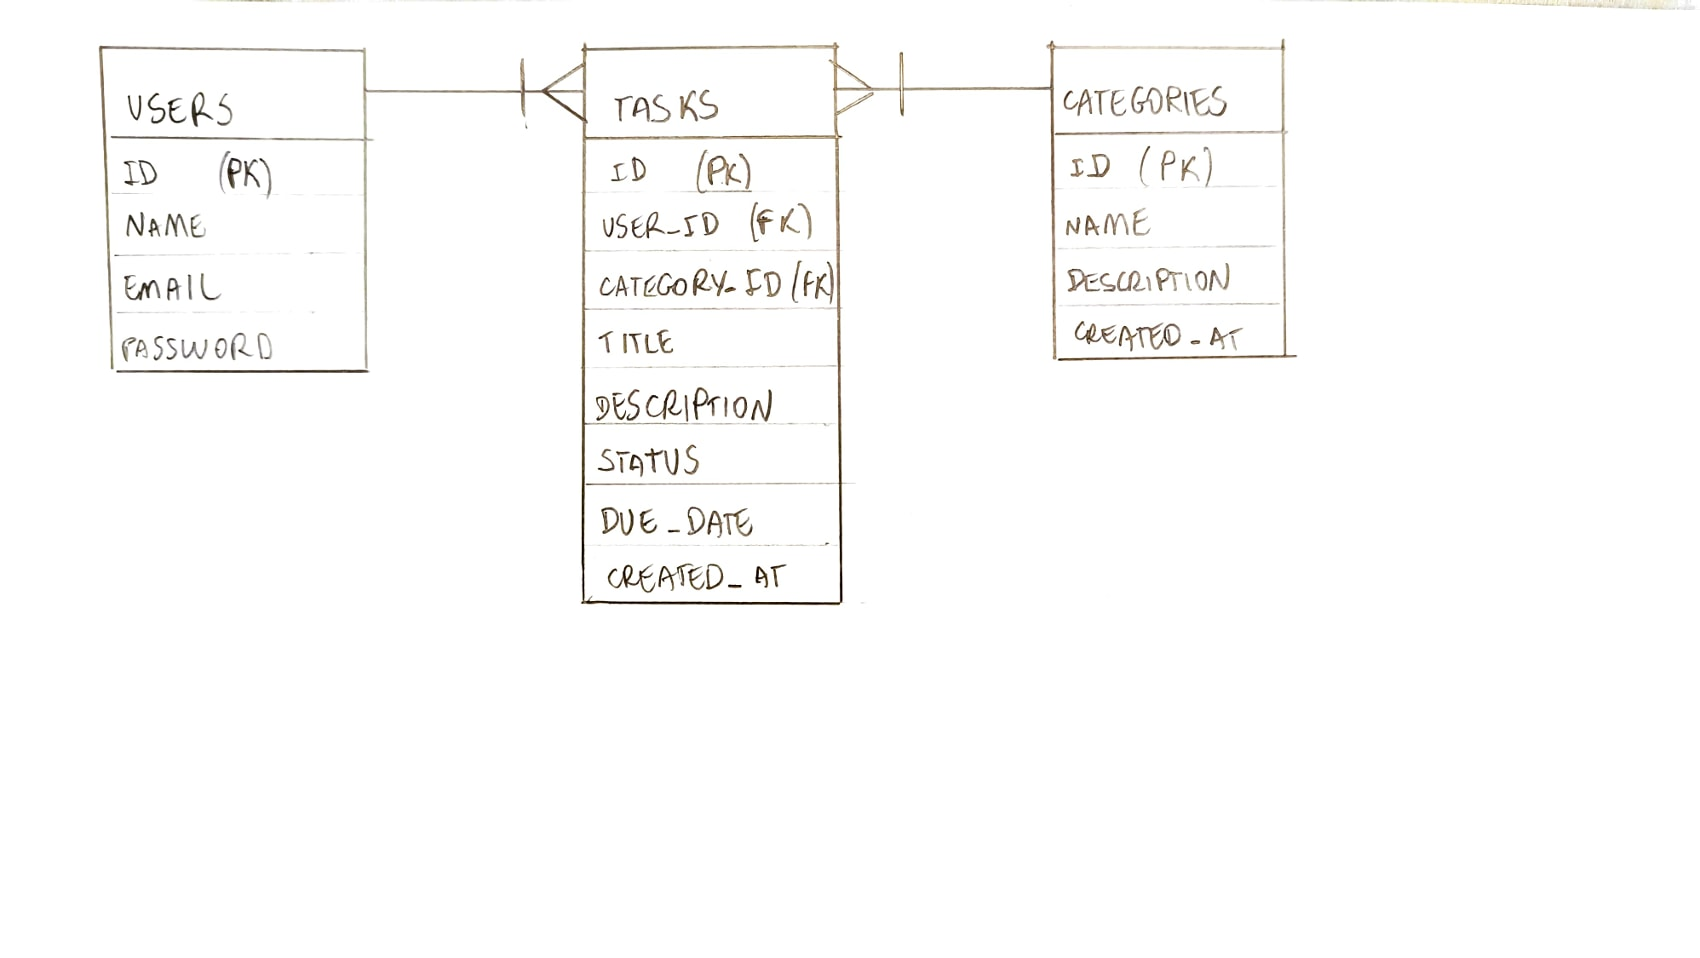 USERS
ID (PK)
NAME
EMAIL
PASSWORD
TASKS
ID (PK)
USER_ID (FK)
CATEGORY_ID (FK)
TITLE
DESCRIPTION
STATUS
DUE_DATE
CREATED_AT
CATEGORIES
ID (PK)
NAME
DESCRIPTION
CREATED_AT